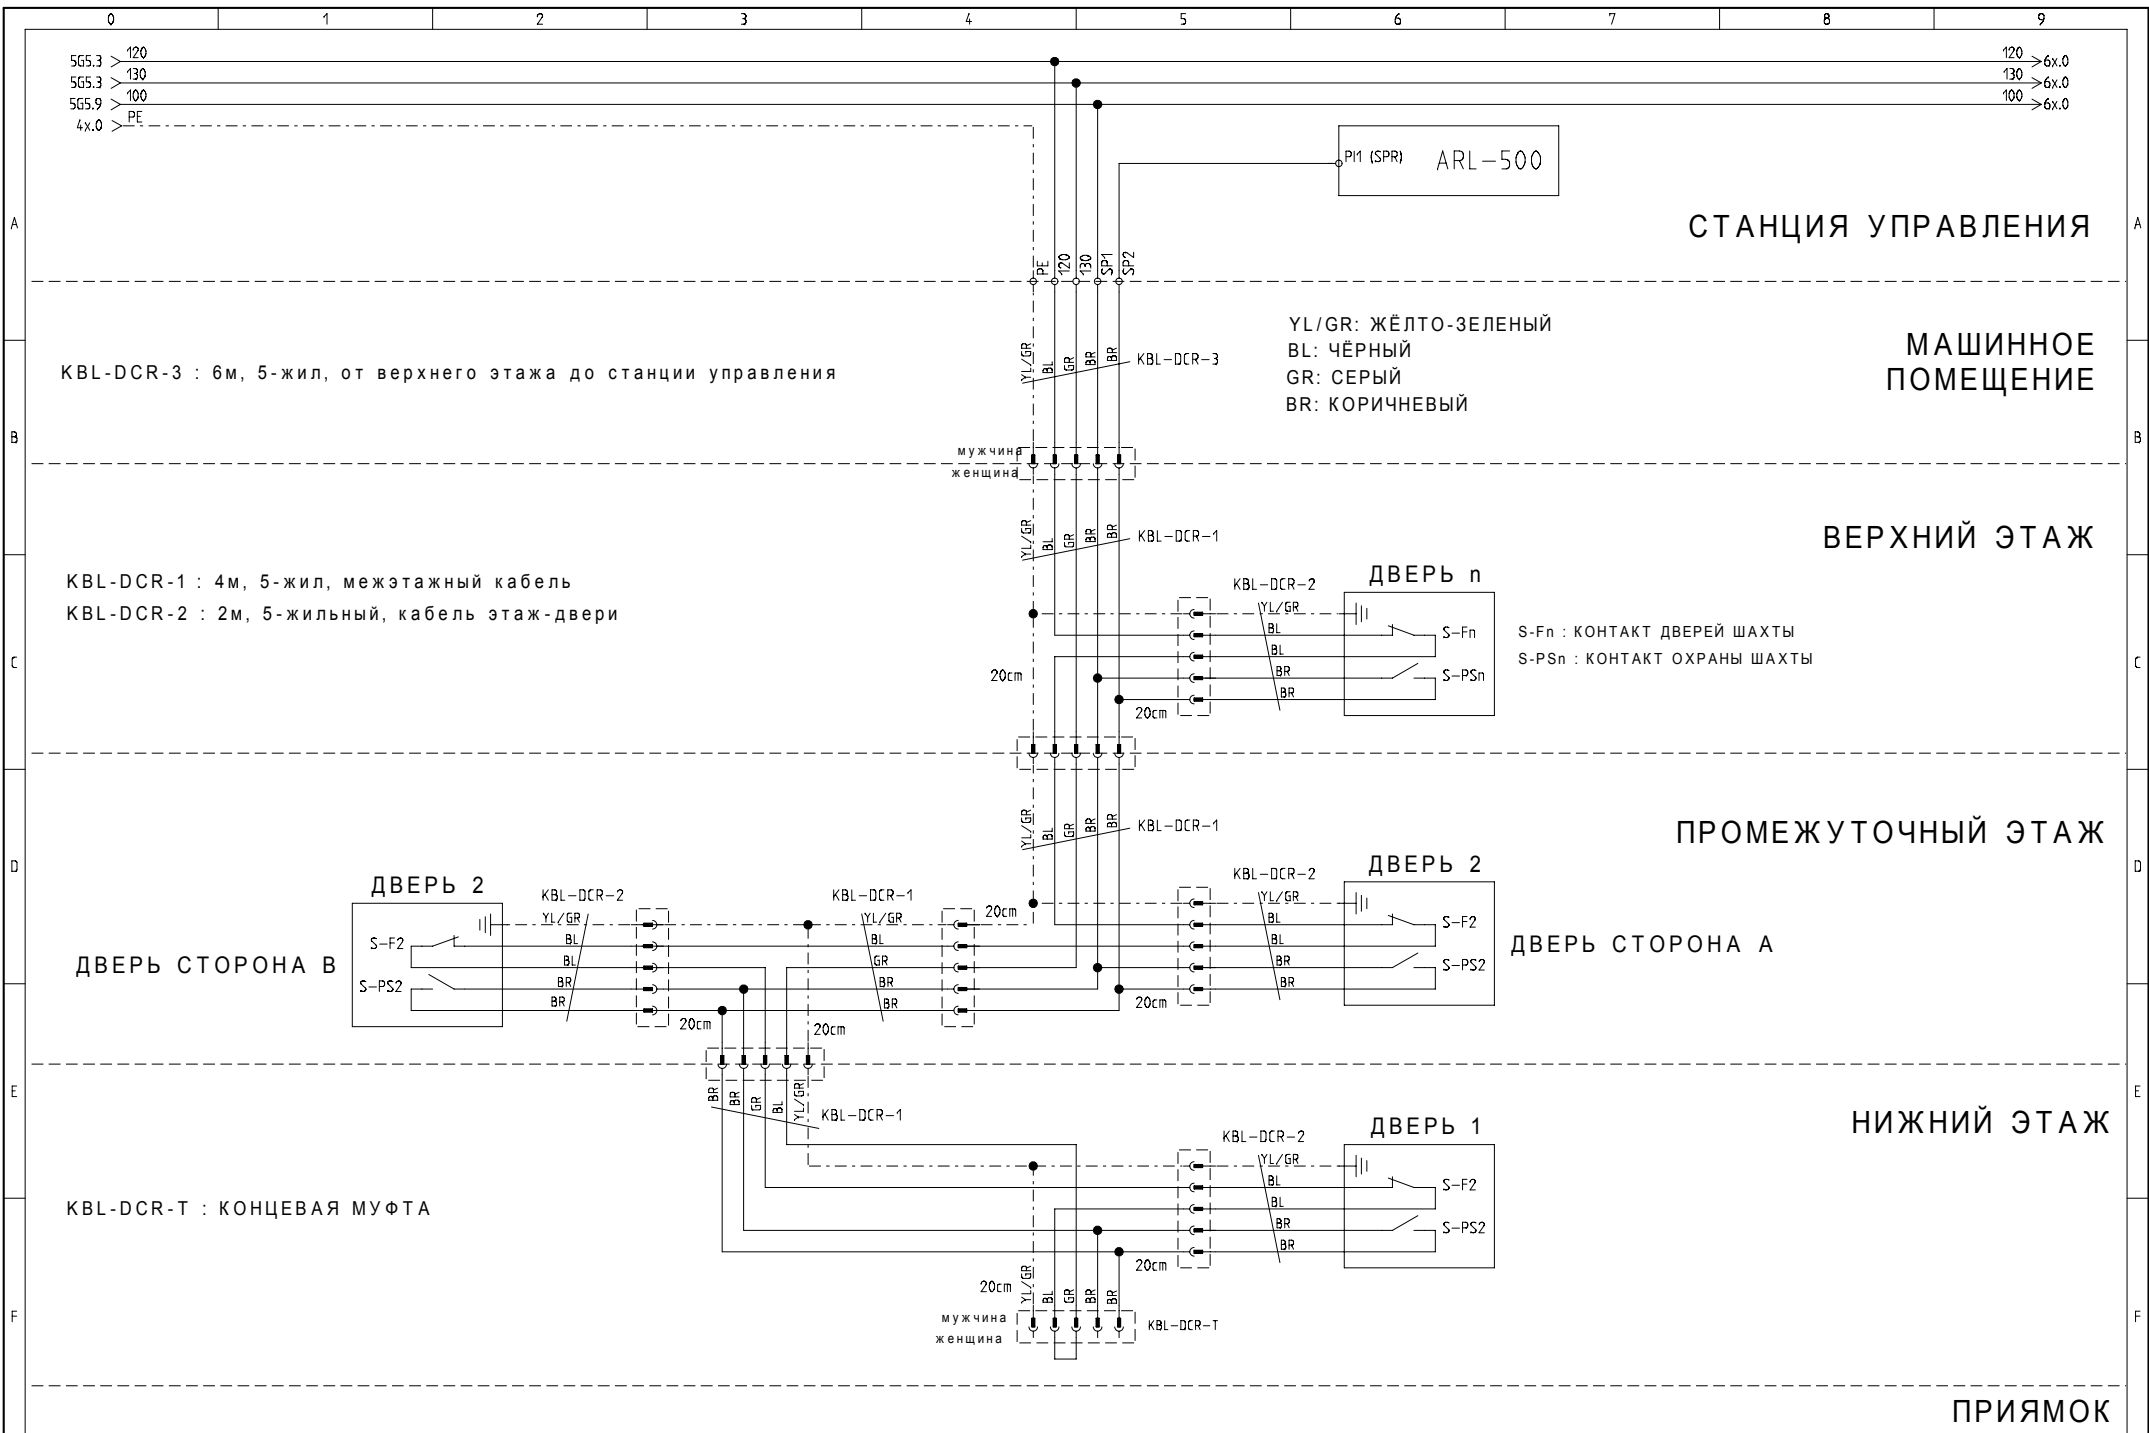 0 1 2 3 4 5 6 7 8 9
5G5.3 120 120 6x.0
5G5.3 130 130 6x.0
5G5.9 100 100 6x.0
4x.0 PE
PI1 (SPR) ARL-500
A A
СТАНЦИЯ УПРАВЛЕНИЯ
PE 120 130 SP1 SP2
YL/GR: ЖЁЛТО-ЗЕЛЕНЫЙ
BL: ЧЁРНЫЙ
GR: СЕРЫЙ
BR: КОРИЧНЕВЫЙ
МАШИННОЕ
ПОМЕЩЕНИЕ
KBL-DCR-3 : 6м, 5-жил, от верхнего этажа до станции управления
YL/GR BL GR BR BR KBL-DCR-3
B B
мужчина
женщина
YL/GR BL GR BR BR KBL-DCR-1
ВЕРХНИЙ ЭТАЖ
KBL-DCR-1 : 4м, 5-жил, межэтажный кабель
KBL-DCR-2 : 2м, 5-жильный, кабель этаж-двери
KBL-DCR-2 ДВЕРЬ n
YL/GR
BL S-Fn
BL
BR S-PSn
BR
S-Fn : КОНТАКТ ДВЕРЕЙ ШАХТЫ
S-PSn : КОНТАКТ ОХРАНЫ ШАХТЫ
C C
20cm
20cm
YL/GR BL GR BR BR KBL-DCR-1
ПРОМЕЖУТОЧНЫЙ ЭТАЖ
D D
ДВЕРЬ 2 KBL-DCR-2 KBL-DCR-1 KBL-DCR-2 ДВЕРЬ 2
YL/GR YL/GR 20cm YL/GR
S-F2 BL BL BL S-F2
BL GR BL
S-PS2 BR BR BR S-PS2
BR BR BR
ДВЕРЬ СТОРОНА B ДВЕРЬ СТОРОНА A
20cm 20cm 20cm
E E
BR BR GR BL YL/GR KBL-DCR-1
НИЖНИЙ ЭТАЖ
KBL-DCR-2 ДВЕРЬ 1
YL/GR
BL S-F2
BL
BR S-PS2
BR
KBL-DCR-T : КОНЦЕВАЯ МУФТА
20cm
20cm YL/GR BL GR BR BR
F F
мужчина
женщина
KBL-DCR-T
ПРИЯМОК